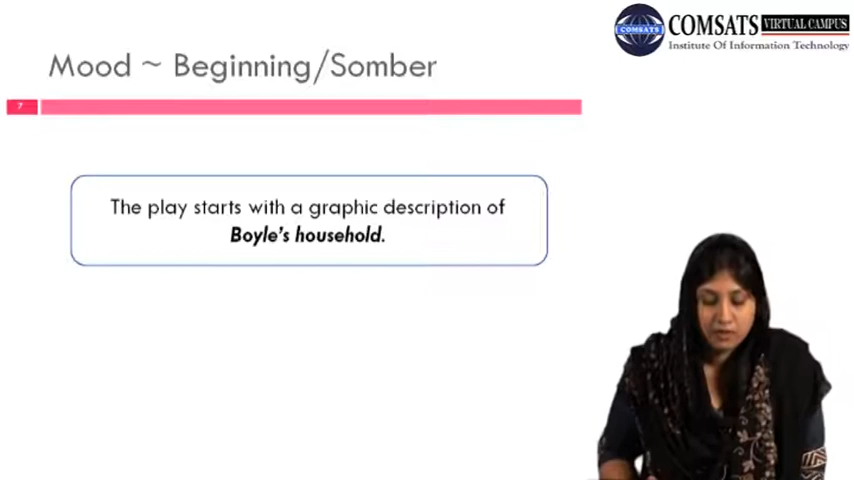 COMSATS VIRTUAL CAMPUS
COMSATS
Institute Of Information Technology
Mood ~ Beginning/Somber
7
The play starts with a graphic description of
Boyle's household.